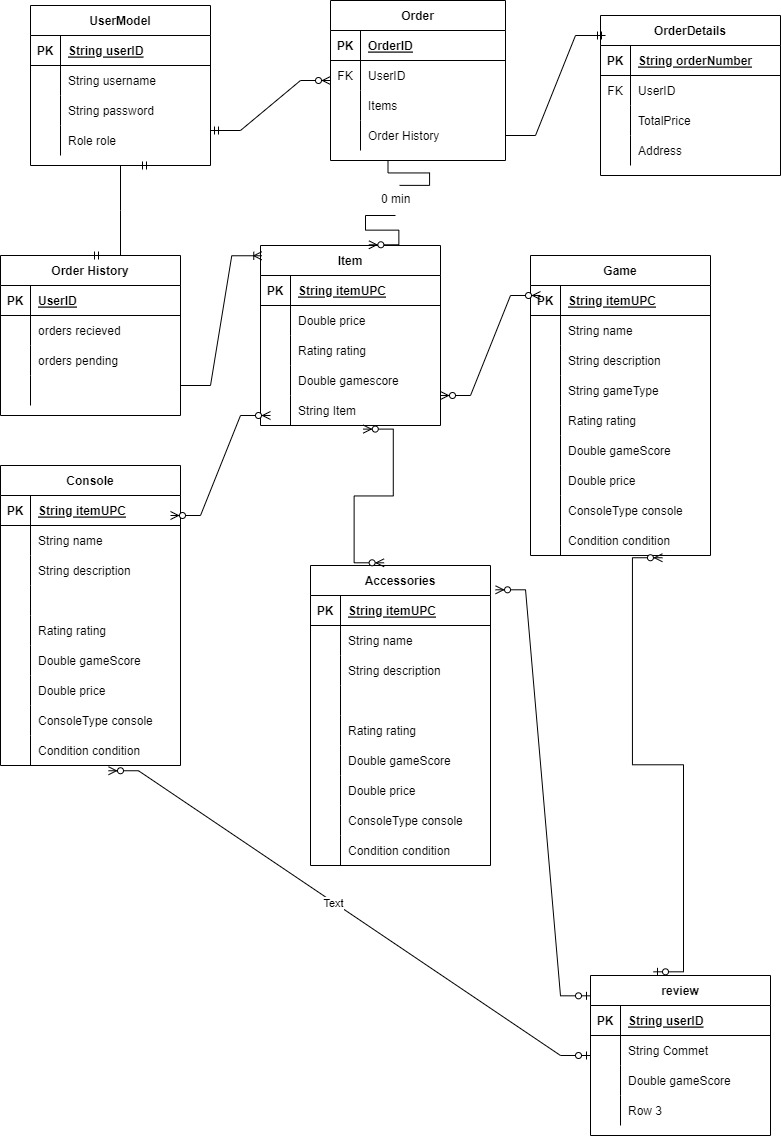 UserModel
PK String userID
String username
String password
Role role
Order
PK OrderID
FK UserID
Items
Order History
OrderDetails
PK String orderNumber
FK UserID
TotalPrice
Address
0 min
Order History
PK UserID
orders recieved
orders pending
Item
PK String itemUPC
Double price
Rating rating
Double gamescore
String Item
Game
PK String itemUPC
String name
String description
String gameType
Rating rating
Double gameScore
Double price
ConsoleType console
Condition condition
Console
PK String itemUPC
String name
String description
Rating rating
Double gameScore
Double price
ConsoleType console
Condition condition
Accessories
PK String itemUPC
String name
String description
Rating rating
Double gameScore
Double price
ConsoleType console
Condition condition
Text
review
PK String userID
String Commet
Double gameScore
Row 3